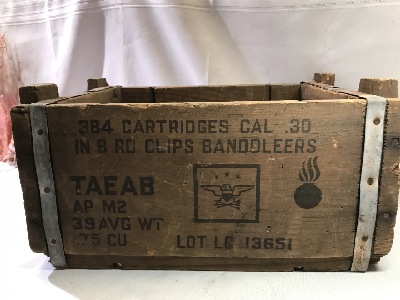 384 CARTRIDGES CAL .30
IN 8 RD CLIPS BANDOLEERS
TAEAB
AP M2
39 AVG WT
.75 CU
LOT LC 13651